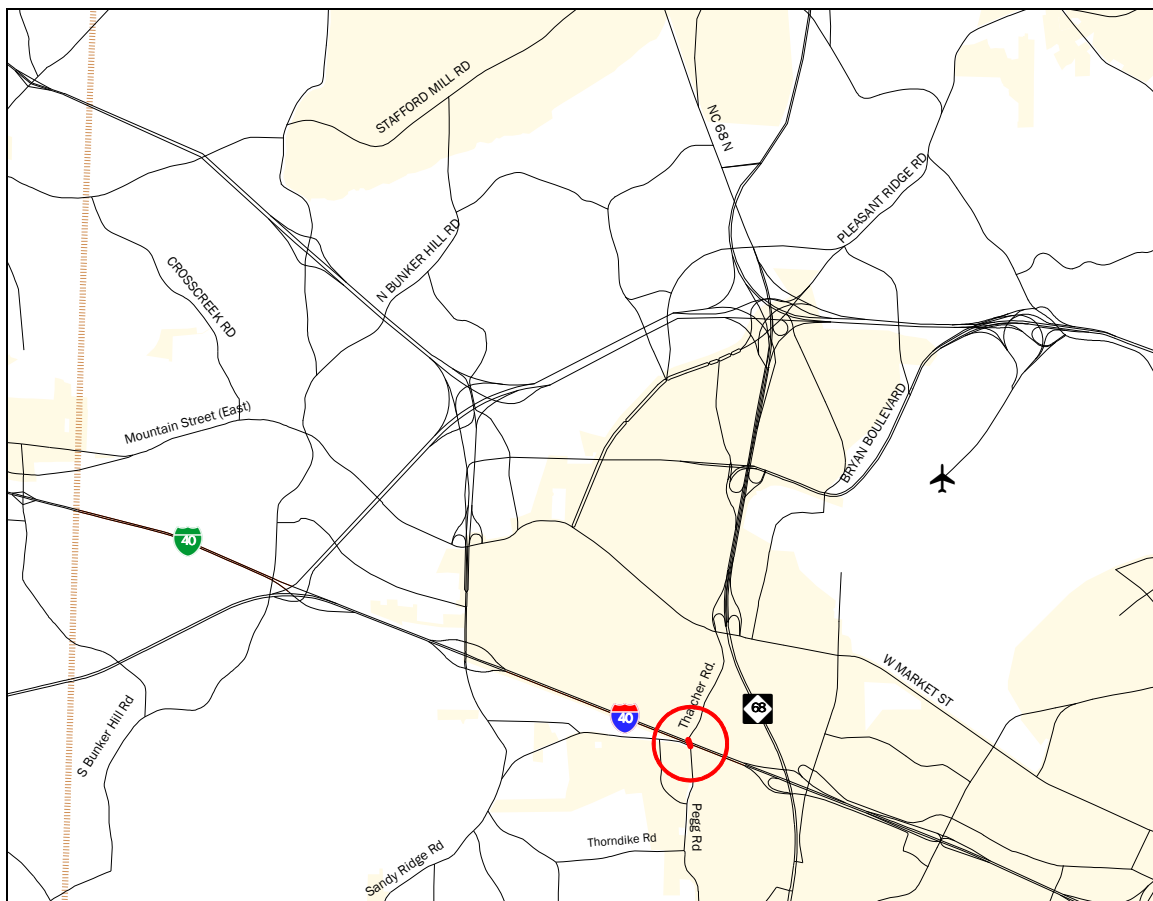 STAFFORD MILL RD
NC 68 N
PLEASANT RIDGE RD
N BUNKER HILL RD
CROSSCREEK RD
Mountain Street (East)
BRYAN BOULEVARD
40
W MARKET ST
Thatcher Rd.
68
40
S Bunker Hill Rd
Pegg Rd
Thorndike Rd
Sandy Ridge Rd